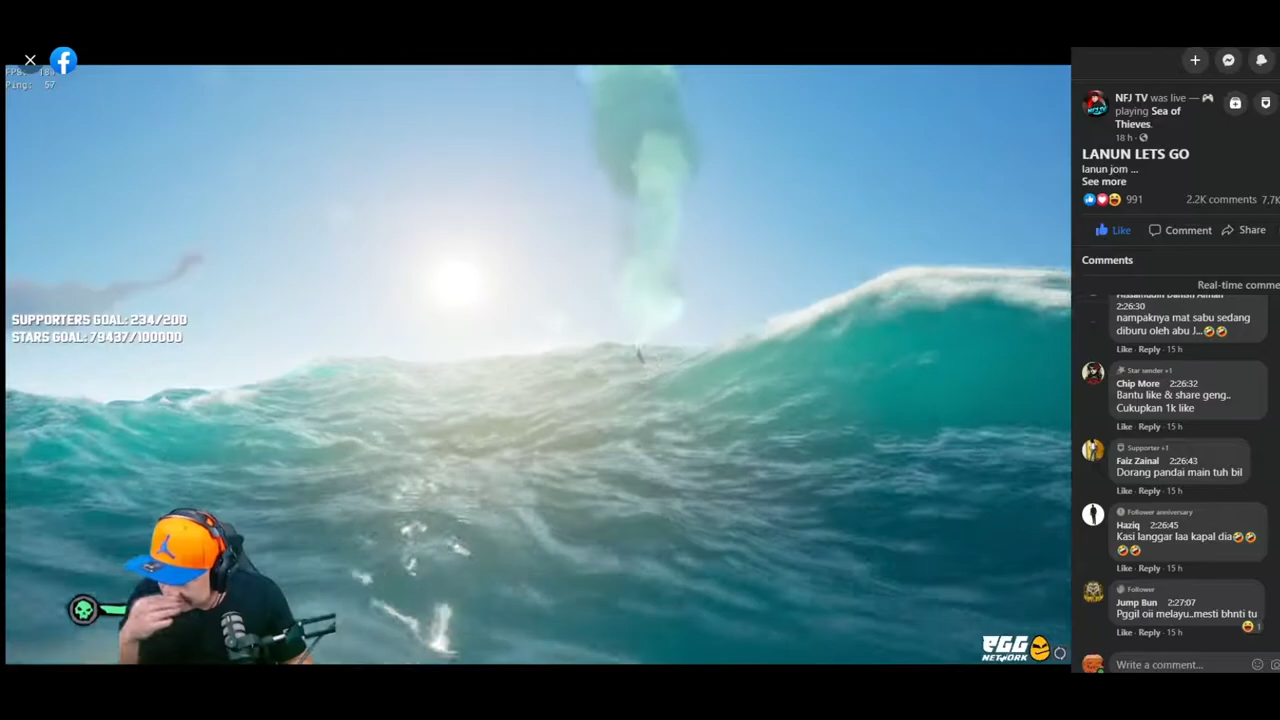 FPS: 18
Ping: 57
SUPPORTERS GOAL: 234/200
STARS GOAL: 79437/100000
EGG
NETWORK
NFJ TV was live —
playing Sea of
Thieves.
18 h ·
LANUN LETS GO
lanun jom ...
See more
991 2.2K comments 7.7K
Like Comment Share
Comments
Real-time comme
2:26:30
nampaknya mat sabu sedang
diburu oleh abu J...🤣🤣
Like · Reply · 15 h
Star sender +1
Chip More 2:26:32
Bantu like & share geng..
Cukupkan 1k like
Like · Reply · 15 h
Supporter +1
Faiz Zainal 2:26:43
Dorang pandai main tuh bil
Like · Reply · 15 h
Follower anniversary
Haziq 2:26:45
Kasi langgar laa kapal dia🤣🤣
🤣🤣
Like · Reply · 15 h
Follower
Jump Bun 2:27:07
Pggil oii melayu..mesti bhnti tu
1
Like · Reply · 15 h
Write a comment...